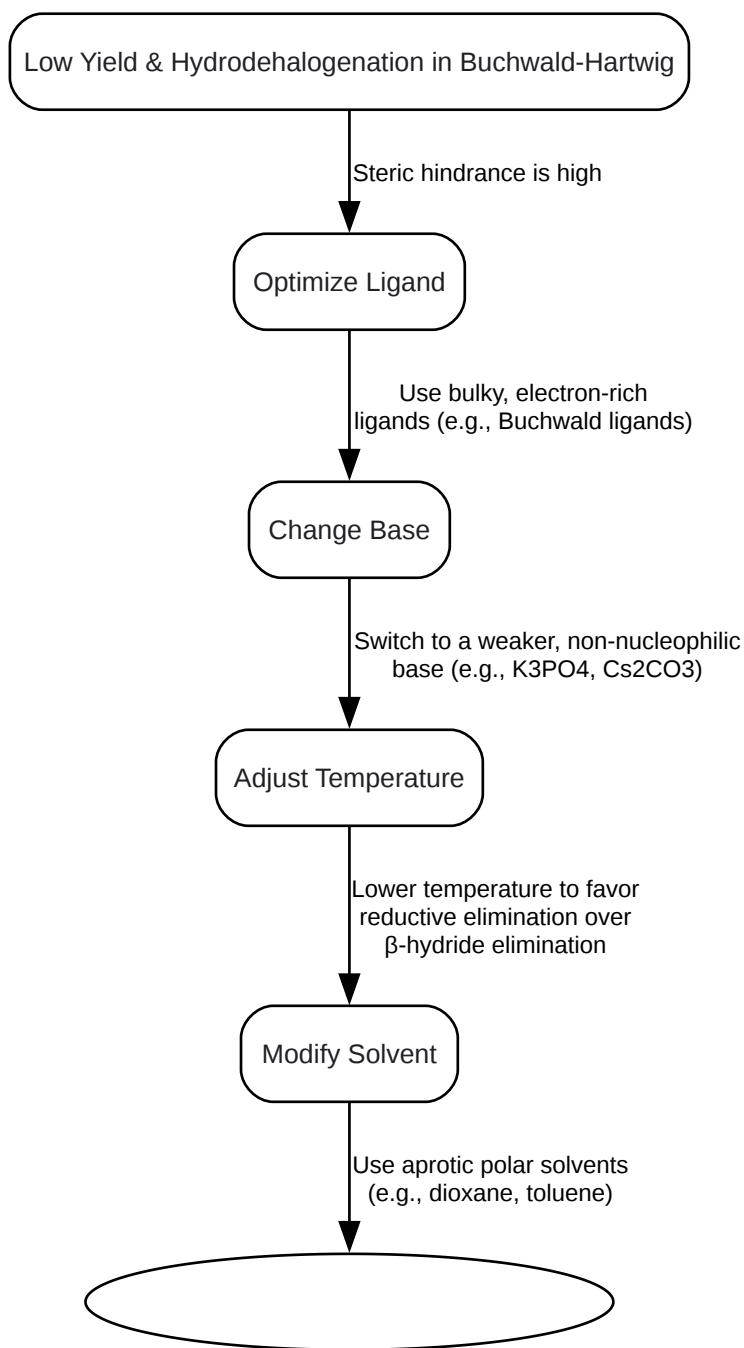 Low Yield & Hydrodehalogenation in Buchwald-Hartwig
Steric hindrance is high
Optimize Ligand
Use bulky, electron-rich
ligands (e.g., Buchwald ligands)
Change Base
Switch to a weaker, non-nucleophilic
base (e.g., K3PO4, Cs2CO3)
Adjust Temperature
Lower temperature to favor
reductive elimination over
β-hydride elimination
Modify Solvent
Use aprotic polar solvents
(e.g., dioxane, toluene)